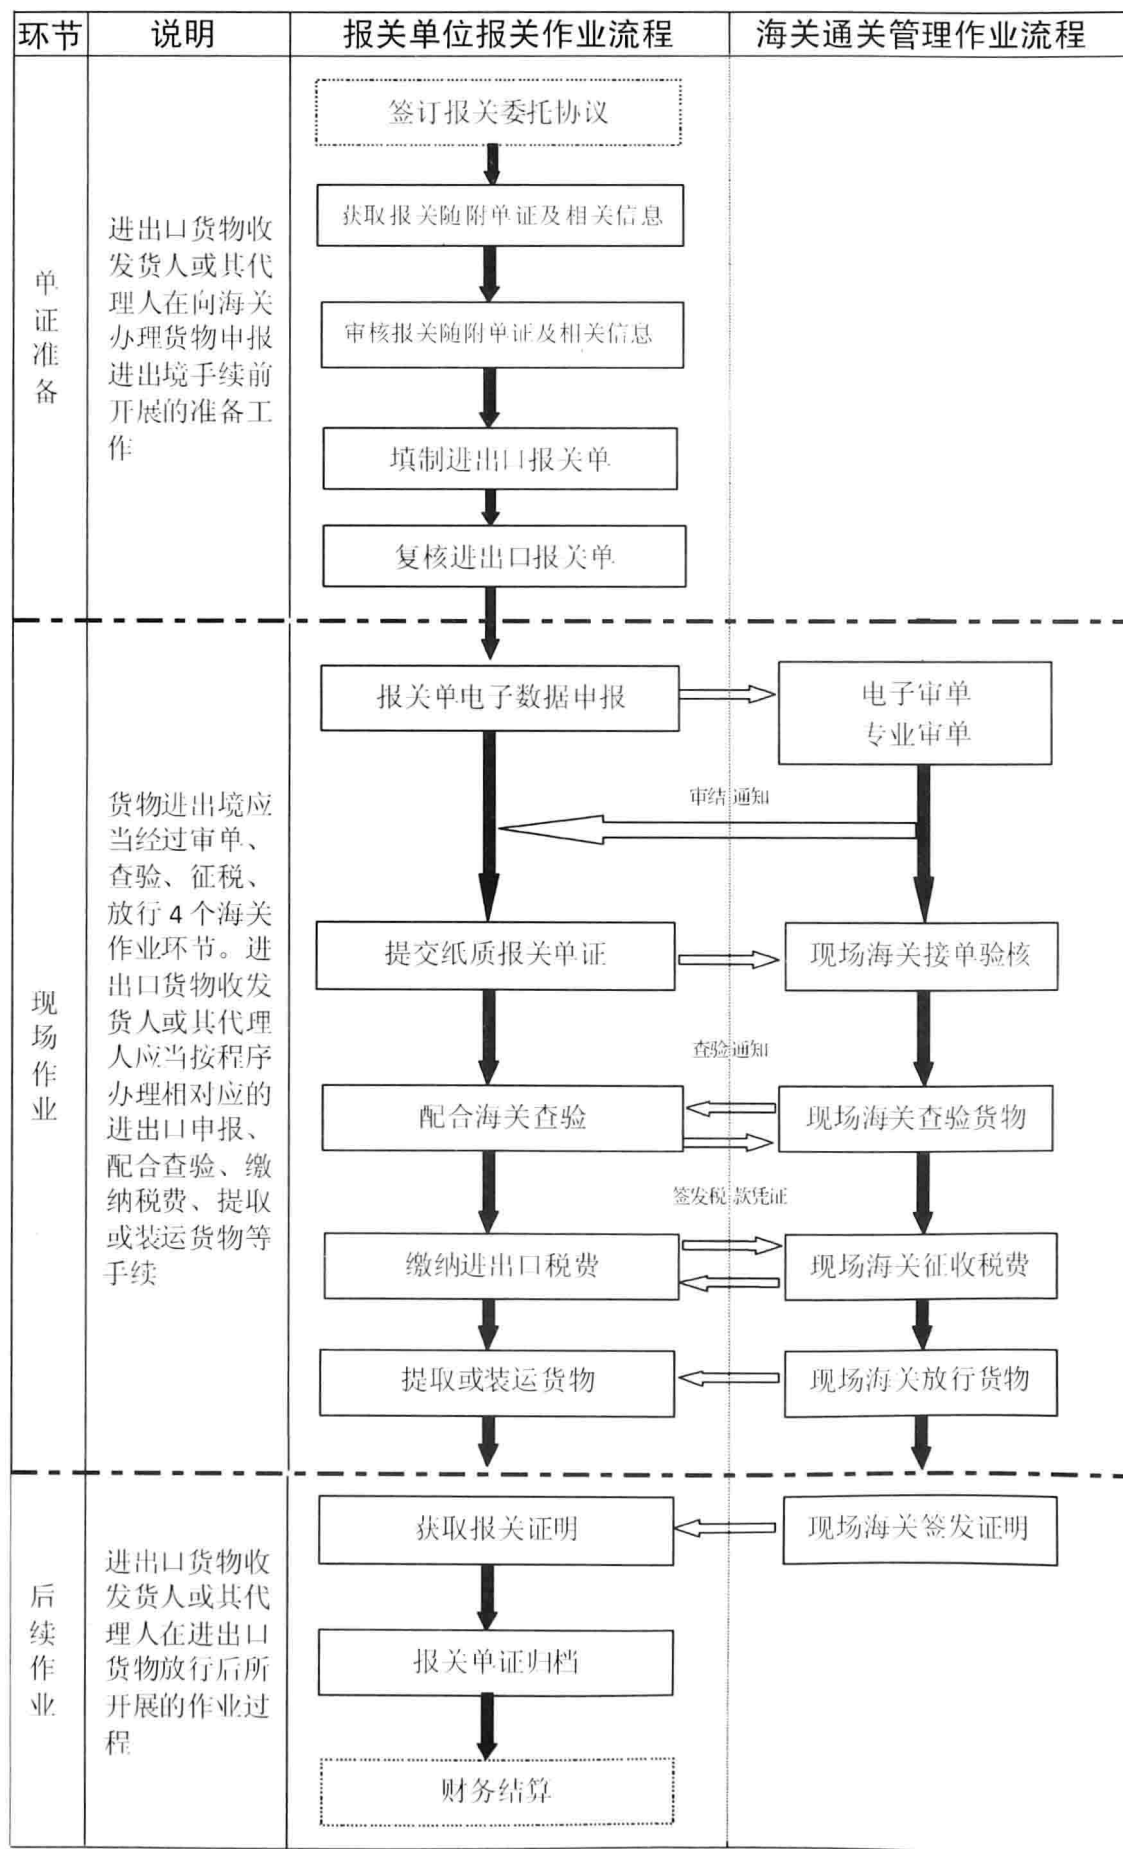 环节
说明
报关单位报关作业流程
海关通关管理作业流程
单
证
准
备
进出口货物收
发货人或其代
理人在向海关
办理货物申报
进出境手续前
开展的准备工
作
签订报关委托协议
获取报关随附单证及相关信息
审核报关随附单证及相关信息
填制进出口报关单
复核进出口报关单
现
场
作
业
货物进出境应
当经过审单、
查验、征税、
放行4个海关
作业环节。进
出口货物收发
货人或其代理
人应当按程序
办理相对应的
进出口申报、
配合查验、缴
纳税费、提取
或装运货物等
手续
报关单电子数据申报
电子审单
专业审单
审结通知
提交纸质报关单证
现场海关接单验核
查验通知
配合海关查验
现场海关查验货物
签发税款凭证
缴纳进出口税费
现场海关征收税费
提取或装运货物
现场海关放行货物
后
续
作
业
进出口货物收
发货人或其代
理人在进出口
货物放行后所
开展的作业过
程
获取报关证明
现场海关签发证明
报关单证归档
财务结算